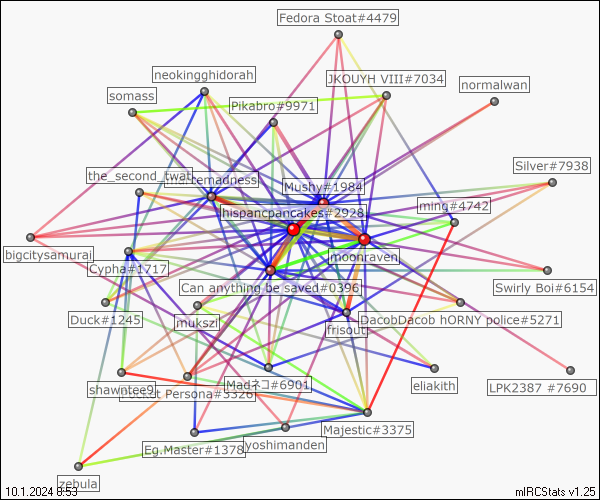 Fedora Stoat#4479
neokingghidorah
JKOUYH VIII#7034
normalwan
somass
Pikabro#9971
Silver#7938
the_second_twat
madness
Mushy#1984
ming#4742
hispancpancakes#2928
bigcitysamurai
moonraven
Cypha#1717
Can anything be saved#0396
Swirly Boi#6154
Duck#1245
mukszi
DacobDacob hORNY police#5271
frisout
shawntee9
Persona#3326
Madネコ#6901
eliakith
LPK2387 #7690
Majestic#3375
Eg.Master#1378
yoshimanden
zebula
10.1.2024 8:53
mIRCStats v1.25